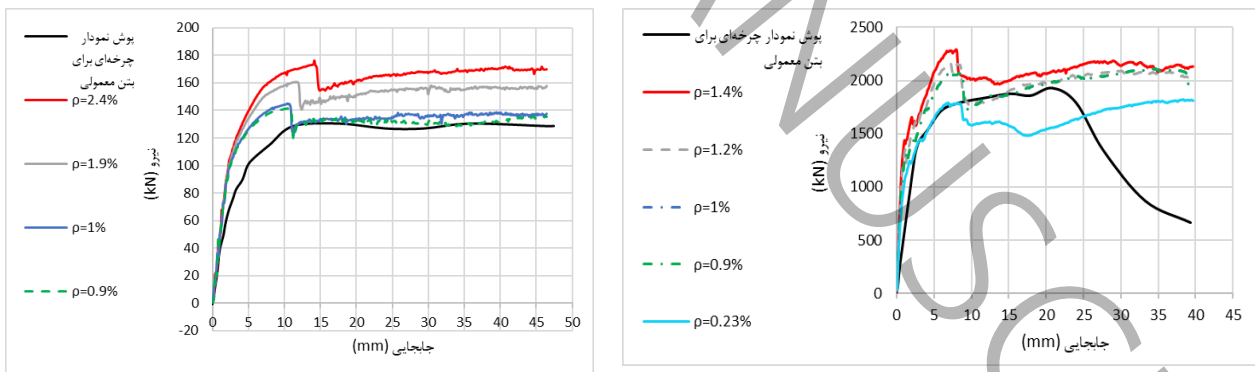 پوش نمودار
چرخه‌ای برای
بتن معمولی
ρ=2.4%
ρ=1.9%
ρ=1%
ρ=0.9%
نیرو (kN)
200
180
160
140
120
100
80
60
40
20
0
-20
0 5 10 15 20 25 30 35 40 45 50
جابجایی (mm)
پوش نمودار چرخه‌ای برای
بتن معمولی
ρ=1.4%
ρ=1.2%
ρ=1%
ρ=0.9%
ρ=0.23%
نیرو (kN)
2500
2000
1500
1000
500
0
0 5 10 15 20 25 30 35 40 45
جابجایی (mm)